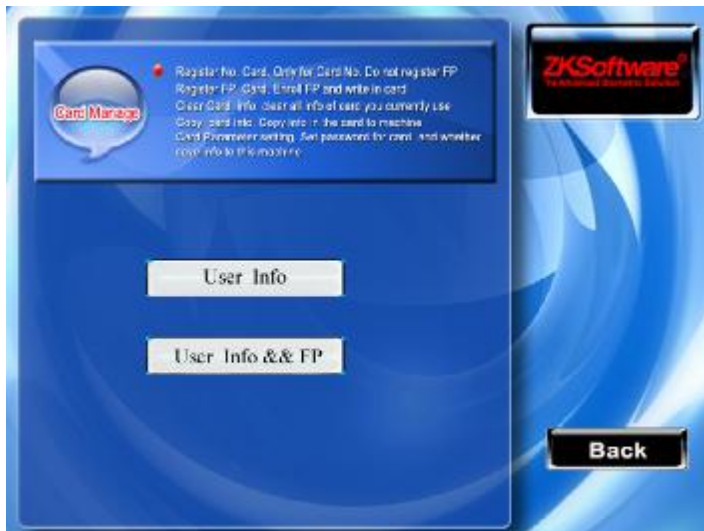 Card Manage
Register No. Card, Only for Card No. Do not register FP
Register FP. Card, Enroll FP and write in card
Clear Card Info, clear all info of card you currently use
Copy card info. Copy info in the card to machine
Card Parameter setting. Set password for card and whether
save info to this machine
ZKSoftware®
User Info
User Info && FP
Back